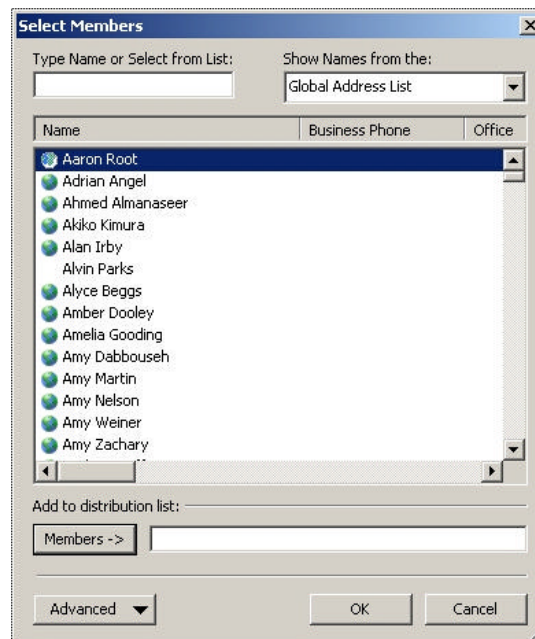 Select Members
Type Name or Select from List: Show Names from the:
Global Address List
Name Business Phone Office
Aaron Root
Adrian Angel
Ahmed Almanaseer
Akiko Kimura
Alan Irby
Alvin Parks
Alyce Beggs
Amber Dooley
Amelia Gooding
Amy Dabbouseh
Amy Martin
Amy Nelson
Amy Weiner
Amy Zachary
Add to distribution list:
Members ->
Advanced OK Cancel